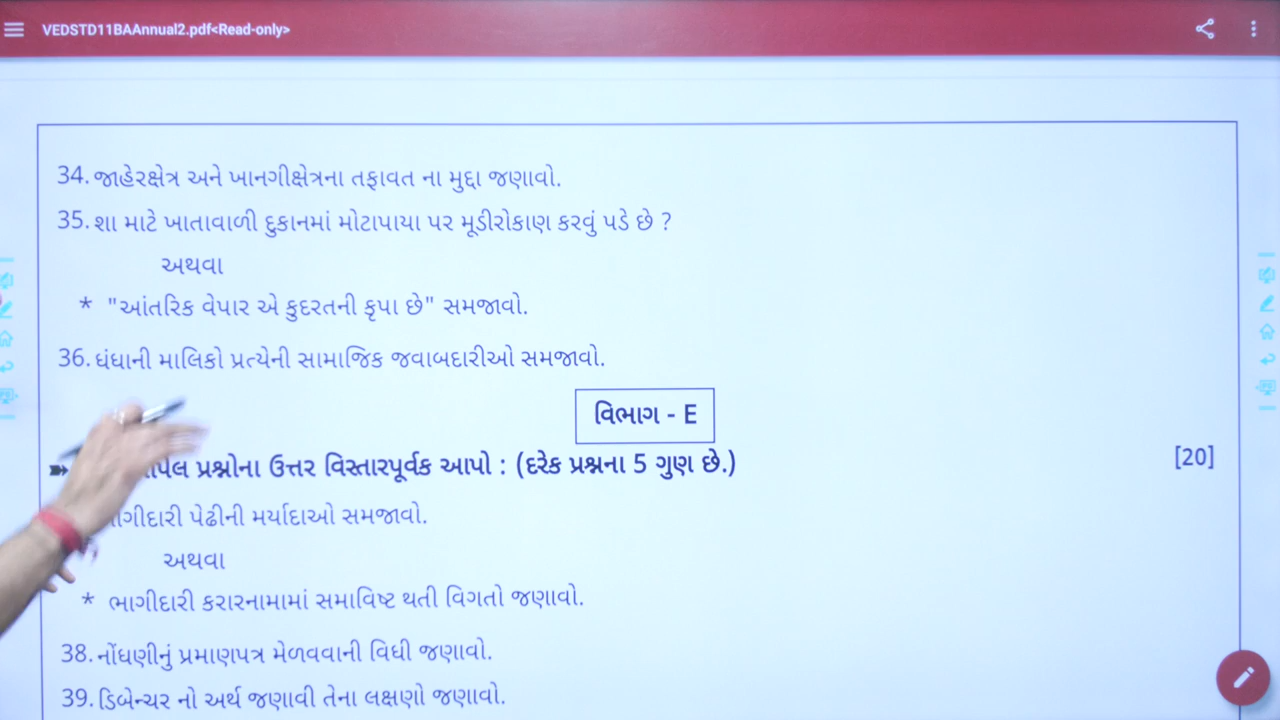 VEDSTD11BAAnnual2.pdf<Read-only>
34. જાહેરક્ષેત્ર અને ખાનગીક્ષેત્રના તફાવત ના મુદ્દા જણાવો.
35. શા માટે ખાતાવાળી દુકાનમાં મોટાપાયા પર મૂડીરોકાણ કરવું પડે છે ?
અથવા
* "આંતરિક વેપાર એ કુદરતની કૃપા છે" સમજાવો.
36. ધંધાની માલિકો પ્રત્યેની સામાજિક જવાબદારીઓ સમજાવો.
વિભાગ - E
પ્રશ્નોના ઉત્તર વિસ્તારપૂર્વક આપો : (દરેક પ્રશ્નના 5 ગુણ છે.) [20]
પેઢીની મર્યાદાઓ સમજાવો.
અથવા
* ભાગીદારી કરારનામામાં સમાવિષ્ટ થતી વિગતો જણાવો.
38. નોંધણીનું પ્રમાણપત્ર મેળવવાની વિધી જણાવો.
39. ડિબેન્ચર નો અર્થ જણાવી તેના લક્ષણો જણાવો.